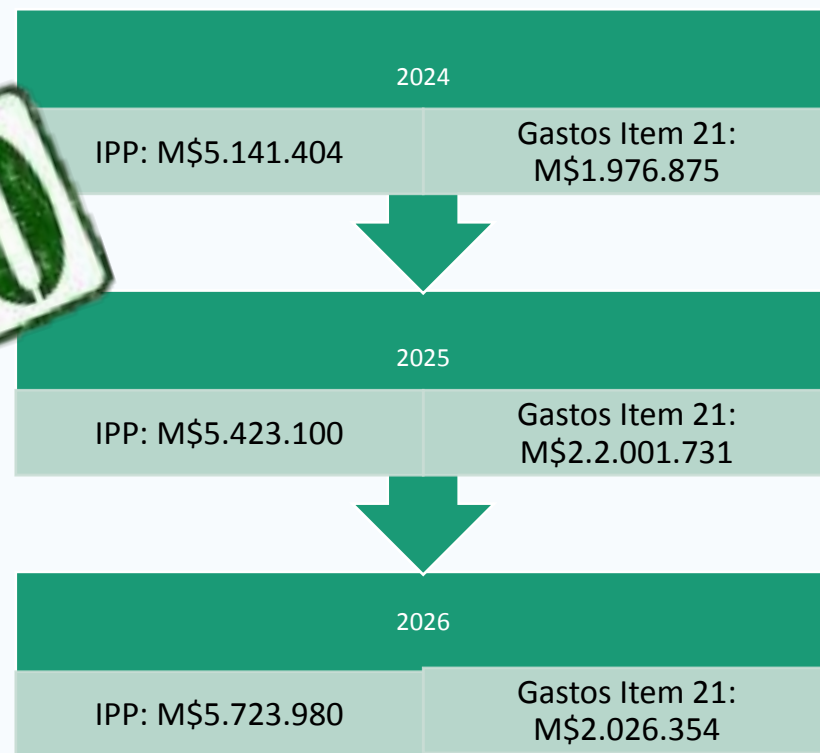 2024
IPP: M$5.141.404
Gastos Item 21:
M$1.976.875
2025
IPP: M$5.423.100
Gastos Item 21:
M$2.2.001.731
2026
IPP: M$5.723.980
Gastos Item 21:
M$2.026.354